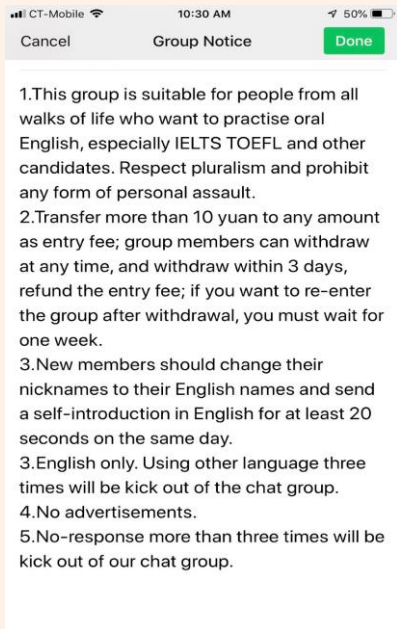 CT-Mobile 10:30 AM 50%
Cancel Group Notice Done
1.This group is suitable for people from all
walks of life who want to practise oral
English, especially IELTS TOEFL and other
candidates. Respect pluralism and prohibit
any form of personal assault.
2.Transfer more than 10 yuan to any amount
as entry fee; group members can withdraw
at any time, and withdraw within 3 days,
refund the entry fee; if you want to re-enter
the group after withdrawal, you must wait for
one week.
3.New members should change their
nicknames to their English names and send
a self-introduction in English for at least 20
seconds on the same day.
3.English only. Using other language three
times will be kick out of the chat group.
4.No advertisements.
5.No-response more than three times will be
kick out of our chat group.